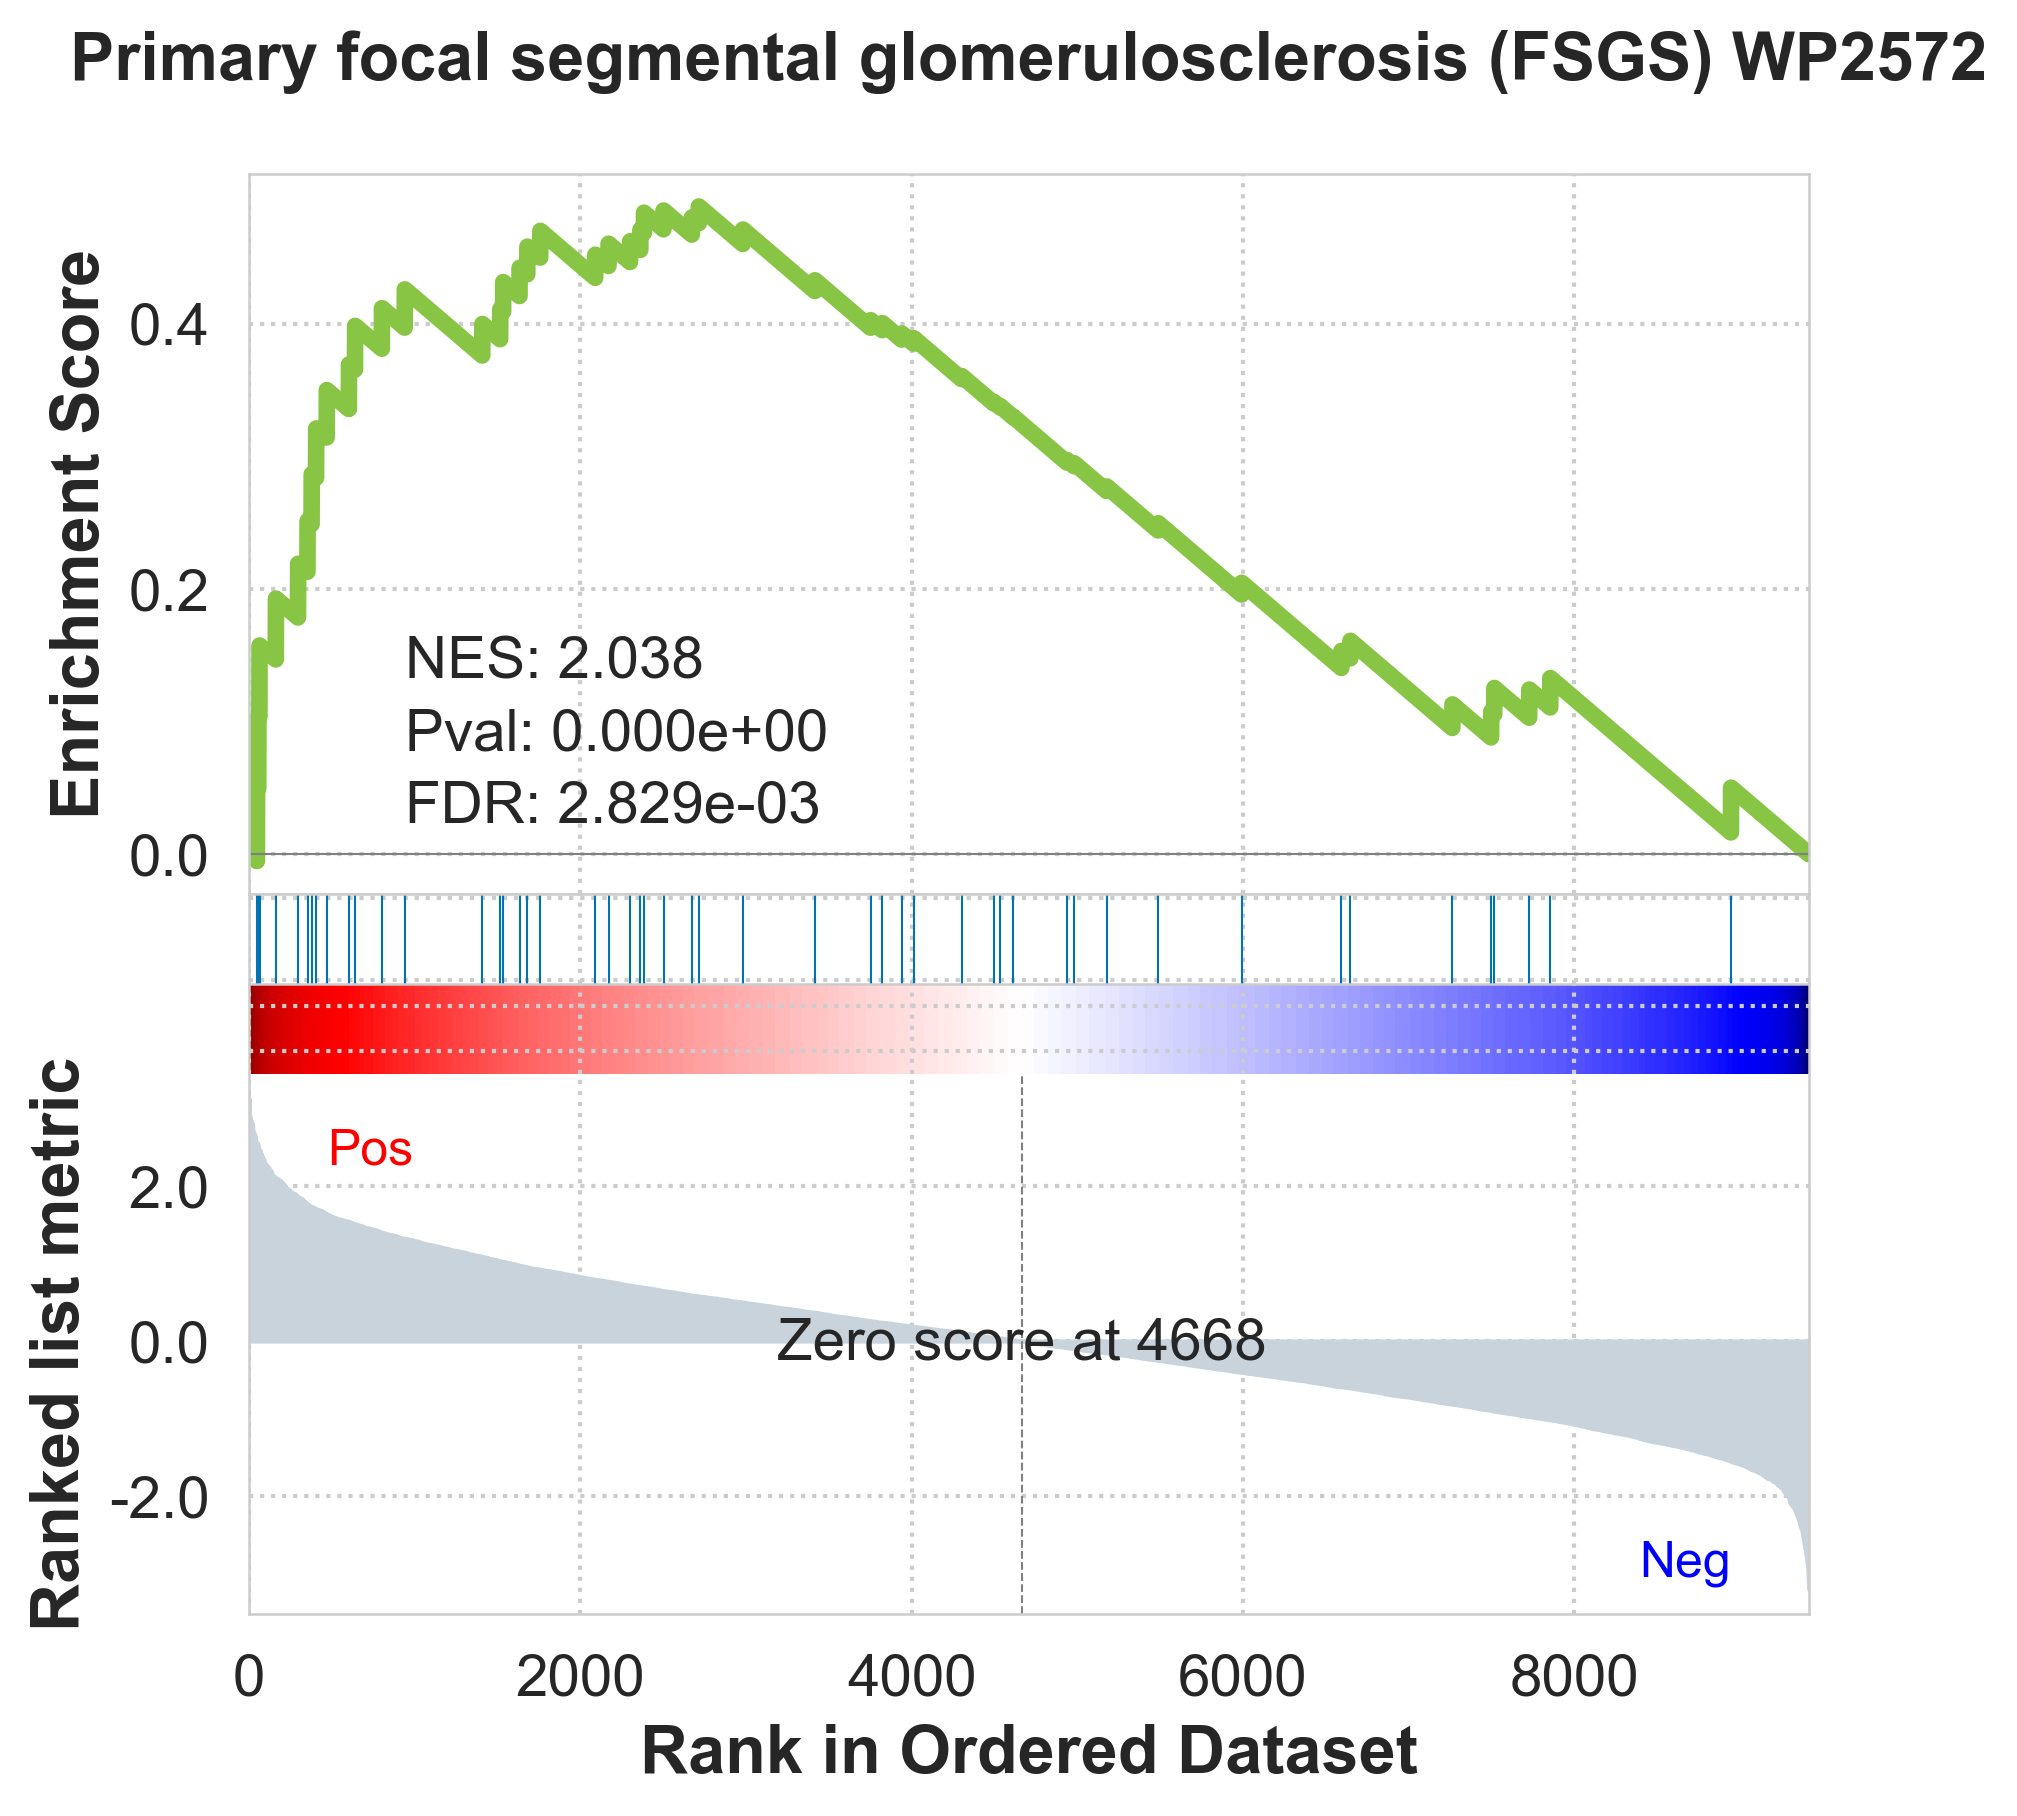 Primary focal segmental glomerulosclerosis (FSGS) WP2572
Enrichment Score
0.4
0.2
0.0
NES: 2.038
Pval: 0.000e+00
FDR: 2.829e-03
Ranked list metric
Pos
2.0
0.0
-2.0
Zero score at 4668
Neg
0 2000 4000 6000 8000
Rank in Ordered Dataset